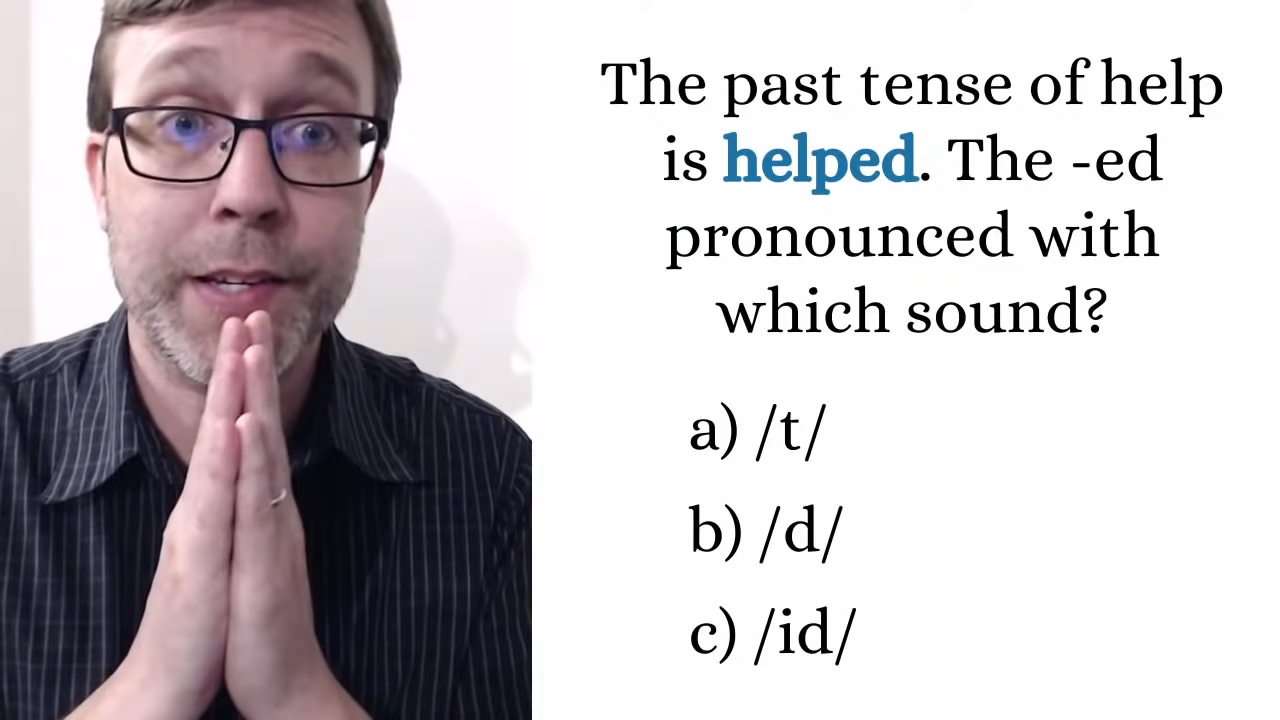 The past tense of help
is helped. The -ed
pronounced with
which sound?
a) /t/
b) /d/
c) /id/